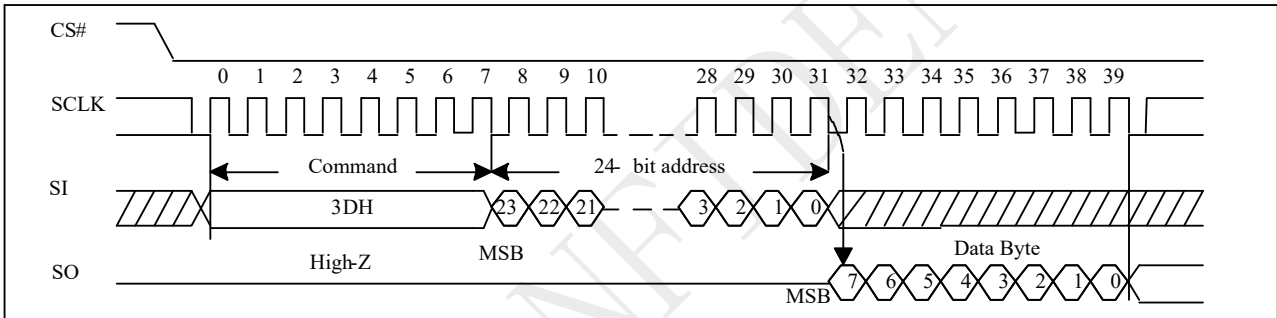 CS#
0 1 2 3 4 5 6 7 8 9 10 28 29 30 31 32 33 34 35 36 37 38 39
SCLK
Command 24- bit address
SI
3DH 23 22 21 3 2 1 0
MSB Data Byte
High-Z
SO
MSB 7 6 5 4 3 2 1 0